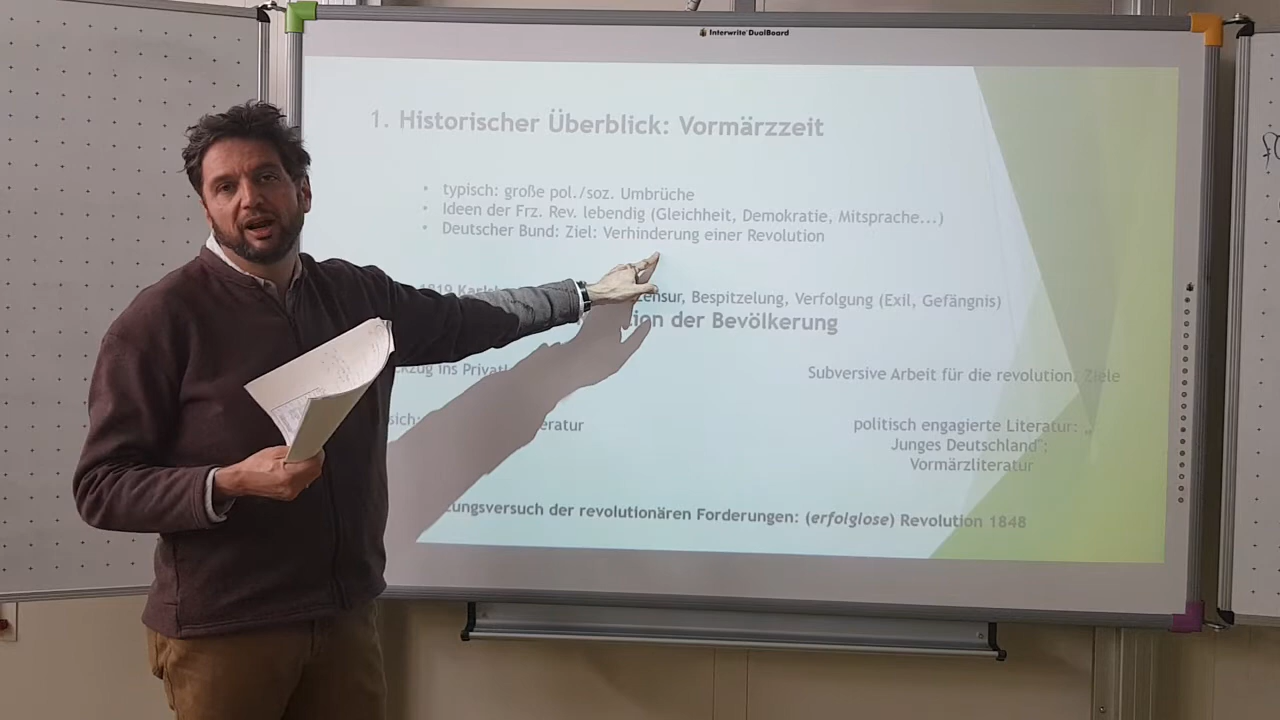 Interwrite DualBoard
1. Historischer Überblick: Vormärzzeit
• typisch: große pol./soz. Umbrüche
• Ideen der Frz. Rev. lebendig (Gleichheit, Demokratie, Mitsprache...)
• Deutscher Bund: Ziel: Verhinderung einer Revolution
1819 Bespitzelung, Verfolgung (Exil, Gefängnis)
der Bevölkerung
ins
Subversive Arbeit für die revolution. Ziele
politisch engagierte Literatur: „
Junges Deutschland";
Vormärzliteratur
der revolutionären Forderungen: (erfolglose) Revolution 1848